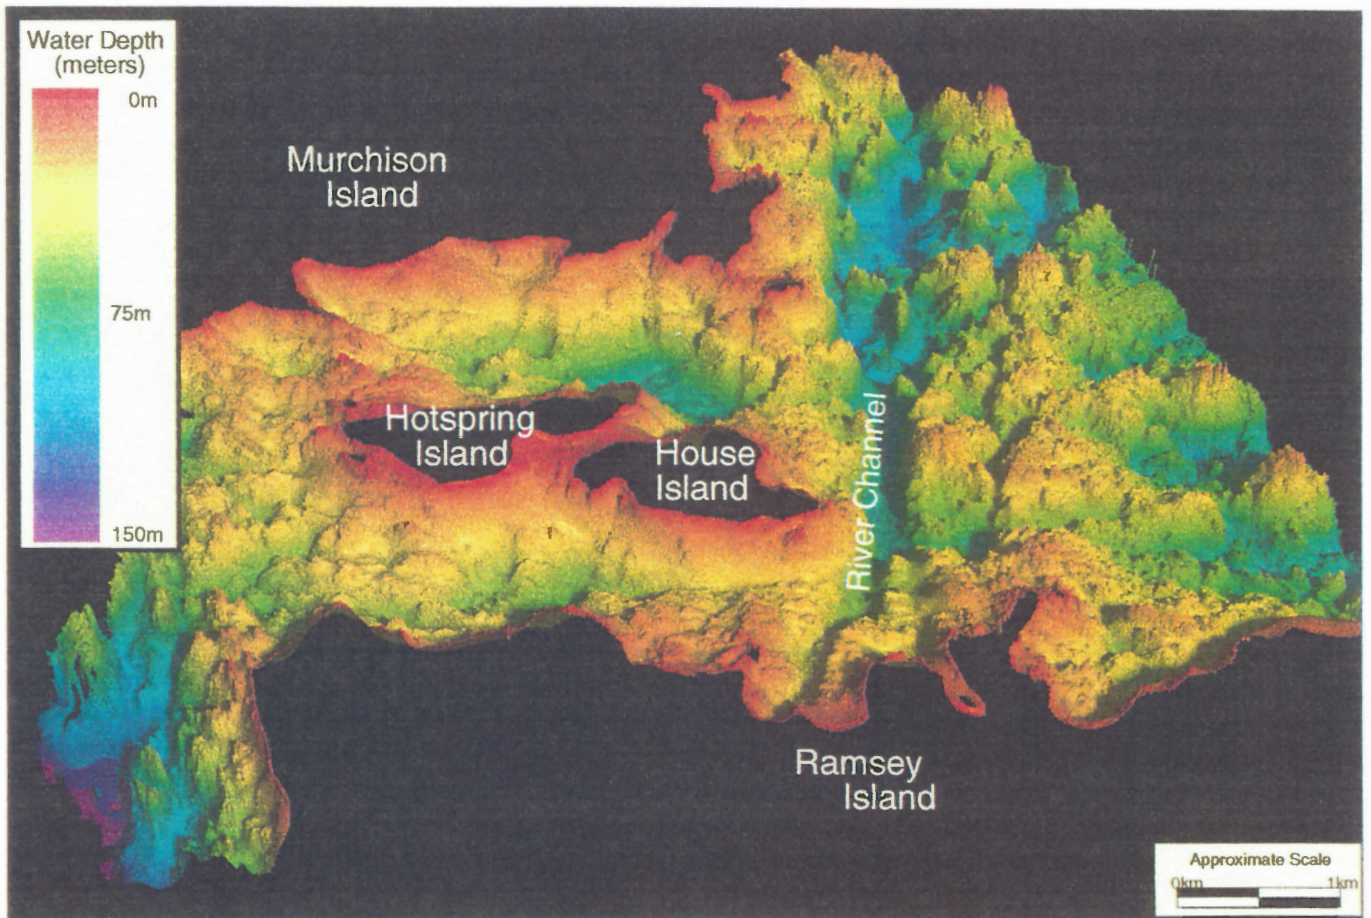 Water Depth
(meters)
0m
75m
150m
Murchison
Island
Hotspring
Island
House
Island
River Channel
Ramsey
Island
Approximate Scale
0km 1km